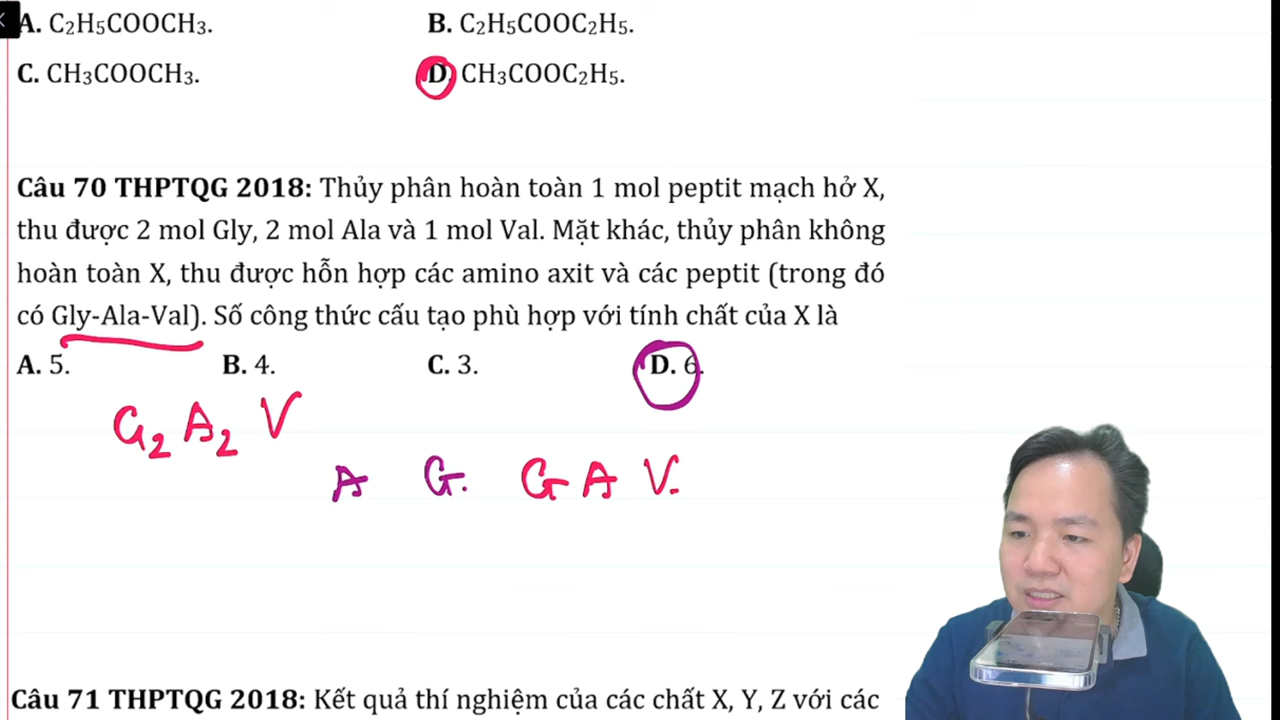 A. C₂H₅COOCH₃. B. C₂H₅COOC₂H₅.
C. CH₃COOCH₃. D. CH₃COOC₂H₅.
Câu 70 THPTQG 2018: Thủy phân hoàn toàn 1 mol peptit mạch hở X,
thu được 2 mol Gly, 2 mol Ala và 1 mol Val. Mặt khác, thủy phân không
hoàn toàn X, thu được hỗn hợp các amino axit và các peptit (trong đó
có Gly-Ala-Val). Số công thức cấu tạo phù hợp với tính chất của X là
A. 5. B. 4. C. 3. D. 6.
G₂ A₂ V
A G. G A V.
Câu 71 THPTQG 2018: Kết quả thí nghiệm của các chất X, Y, Z với các